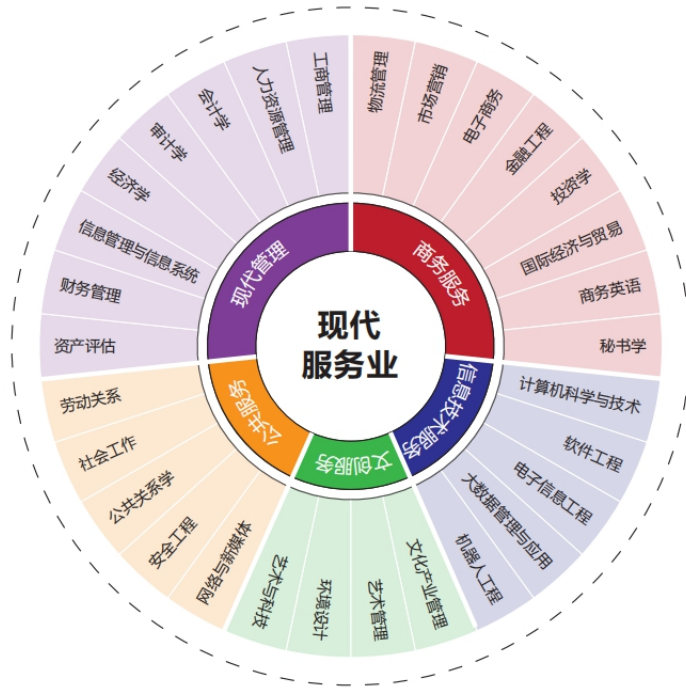 现代
服务业
商务服务
物流管理
市场营销
电子商务
金融工程
投资学
国际经济与贸易
商务英语
秘书学
信息技术服务
计算机科学与技术
软件工程
电子信息工程
大数据管理与应用
机器人工程
文创服务
文化产业管理
艺术管理
环境设计
艺术与科技
公共服务
网络与新媒体
安全工程
公共关系学
社会工作
劳动关系
现代管理
资产评估
财务管理
信息管理与信息系统
经济学
审计学
会计学
人力资源管理
工商管理